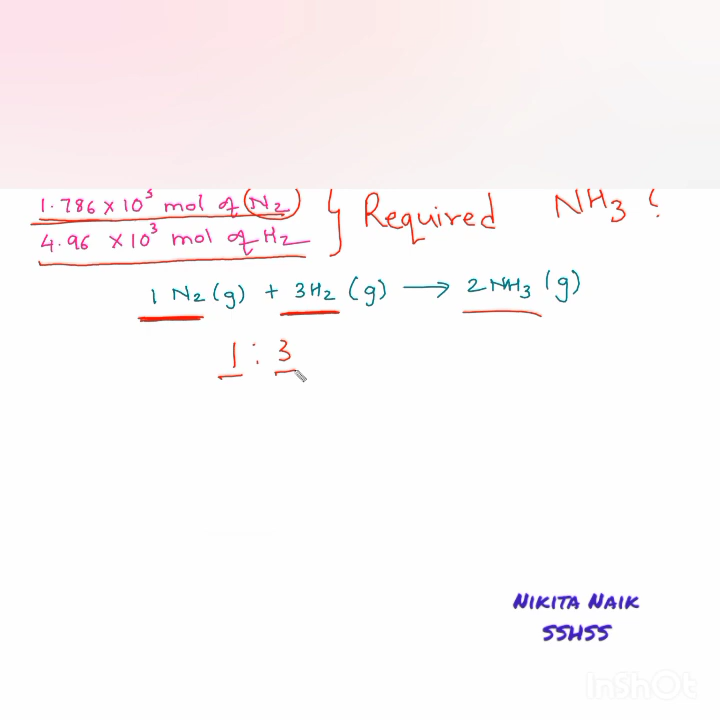 1.786 × 10⁵ mol of N₂
4.96 × 10³ mol of H₂
Required NH₃ ?
1 N₂ (g) + 3H₂ (g) → 2NH₃ (g)
1 : 3
NIKITA NAIK
SSHSS
InShOt